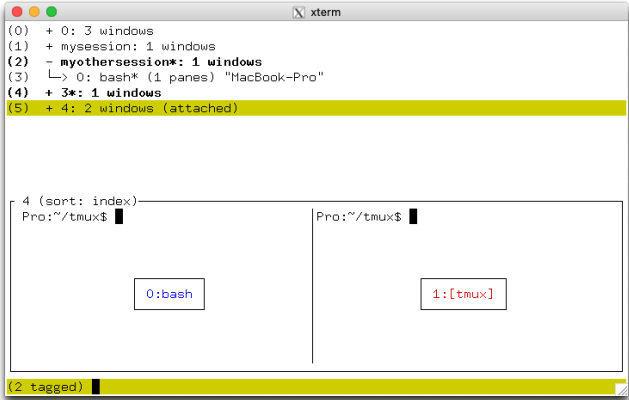 xterm
(0) + 0: 3 windows
(1) + mysession: 1 windows
(2) - myothersession*: 1 windows
(3) └─> 0: bash* (1 panes) "MacBook-Pro"
(4) + 3*: 1 windows
(5) + 4: 2 windows (attached)
4 (sort: index)
Pro:~/tmux$ Pro:~/tmux$
0:bash 1:[tmux]
(2 tagged)